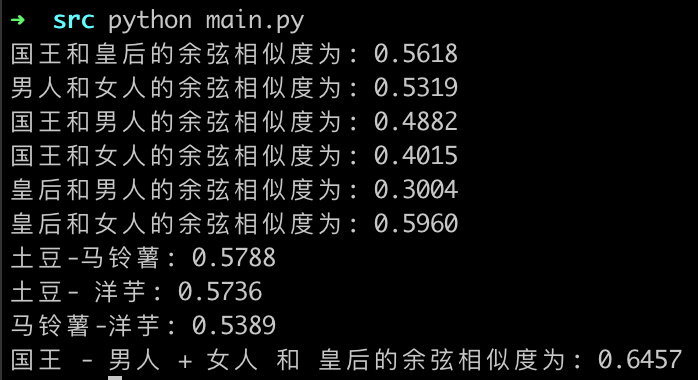 ➜ src python main.py
国王和皇后的余弦相似度为: 0.5618
男人和女人的余弦相似度为: 0.5319
国王和男人的余弦相似度为: 0.4882
国王和女人的余弦相似度为: 0.4015
皇后和男人的余弦相似度为: 0.3004
皇后和女人的余弦相似度为: 0.5960
土豆-马铃薯: 0.5788
土豆- 洋芋: 0.5736
马铃薯-洋芋: 0.5389
国王 - 男人 + 女人 和 皇后的余弦相似度为: 0.6457